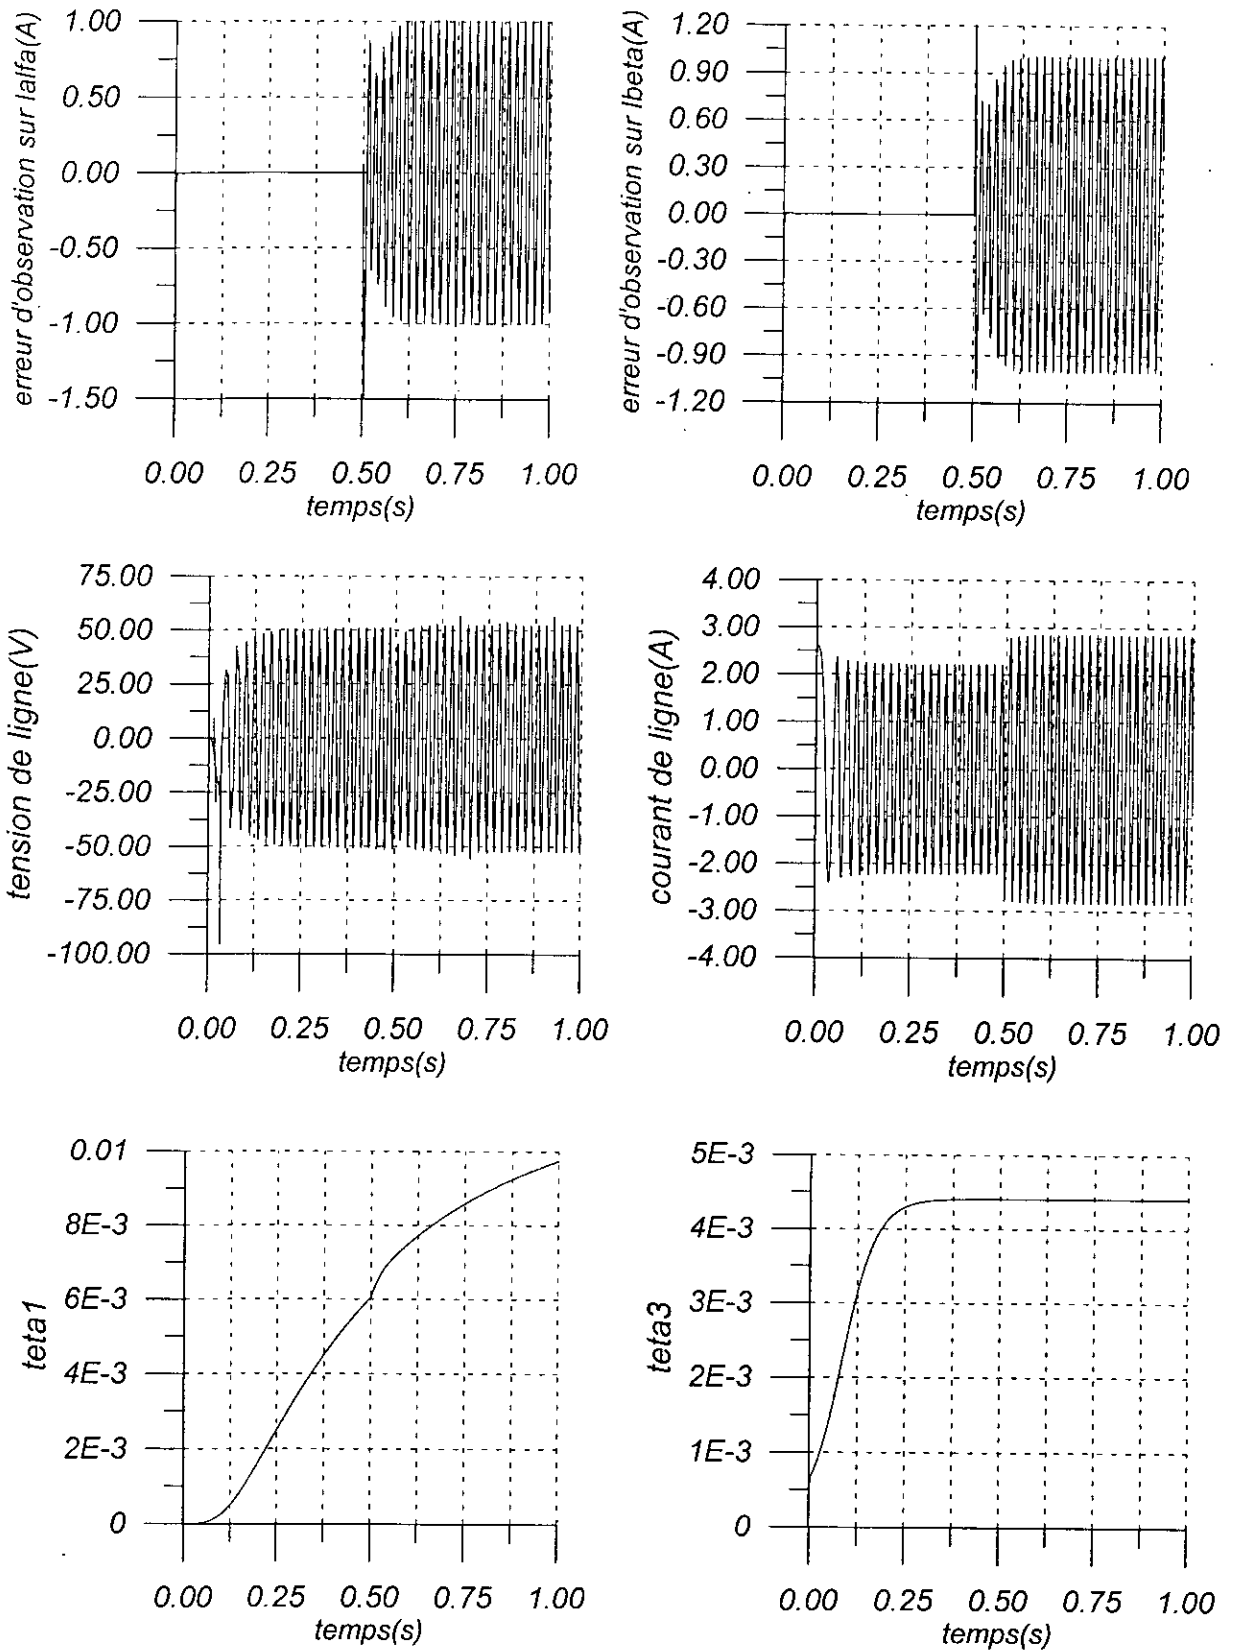 erreur d'observation sur Ialfa(A)
1.00
0.50
0.00
-0.50
-1.00
-1.50
0.00 0.25 0.50 0.75 1.00
temps(s)
erreur d'observation sur Ibeta(A)
1.20
0.90
0.60
0.30
0.00
-0.30
-0.60
-0.90
-1.20
0.00 0.25 0.50 0.75 1.00
temps(s)
tension de ligne(V)
75.00
50.00
25.00
0.00
-25.00
-50.00
-75.00
-100.00
0.00 0.25 0.50 0.75 1.00
temps(s)
courant de ligne(A)
4.00
3.00
2.00
1.00
0.00
-1.00
-2.00
-3.00
-4.00
0.00 0.25 0.50 0.75 1.00
temps(s)
teta1
0.01
8E-3
6E-3
4E-3
2E-3
0
0.00 0.25 0.50 0.75 1.00
temps(s)
teta3
5E-3
4E-3
3E-3
2E-3
1E-3
0
0.00 0.25 0.50 0.75 1.00
temps(s)